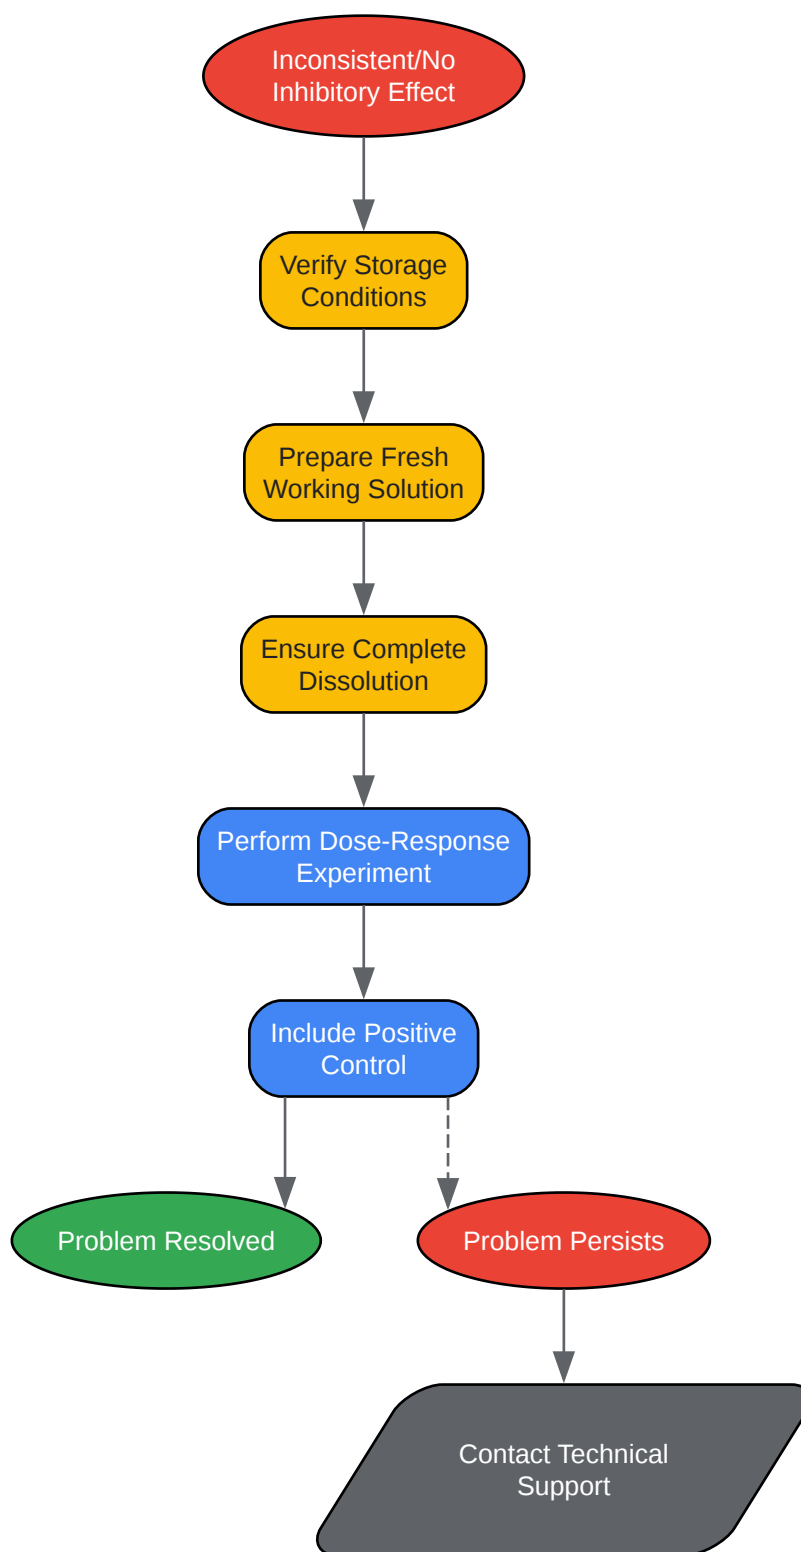 Inconsistent/No
Inhibitory Effect
Verify Storage
Conditions
Prepare Fresh
Working Solution
Ensure Complete
Dissolution
Perform Dose-Response
Experiment
Include Positive
Control
Problem Resolved
Problem Persists
Contact Technical
Support